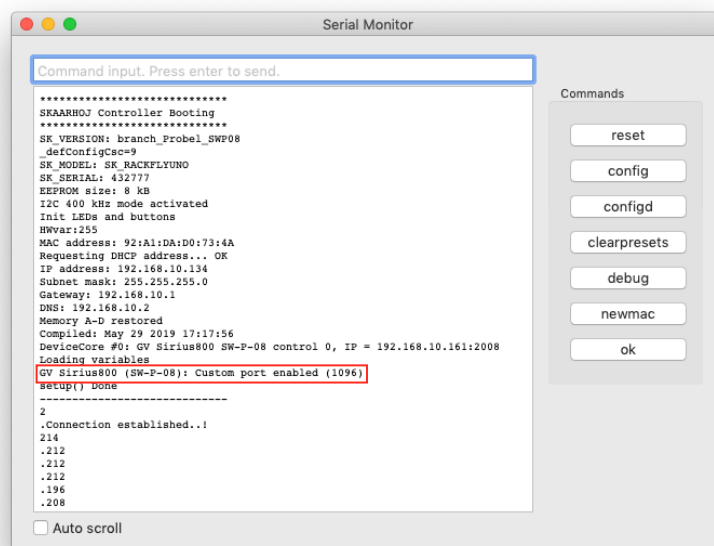 Serial Monitor
Command input. Press enter to send.
*****************************
SKAARHOJ Controller Booting
*****************************
SK_VERSION: branch_Probel_SWP08
_defConfigCsc=9
SK_MODEL: SK_RACKFLYUNO
SK_SERIAL: 432777
EEPROM size: 8 kB
I2C 400 kHz mode activated
Init LEDs and buttons
HWvar:255
MAC address: 92:A1:DA:D0:73:4A
Requesting DHCP address... OK
IP address: 192.168.10.134
Subnet mask: 255.255.255.0
Gateway: 192.168.10.1
DNS: 192.168.10.2
Memory A-D restored
Compiled: May 29 2019 17:17:56
DeviceCore #0: GV Sirius800 SW-P-08 control 0, IP = 192.168.10.161:2008
Loading variables
GV Sirius800 (SW-P-08): Custom port enabled (1096)
setup() Done
----------------------------
2
.Connection established..!
214
.212
.212
.212
.196
.208
Auto scroll
Commands
reset
config
configd
clearpresets
debug
newmac
ok